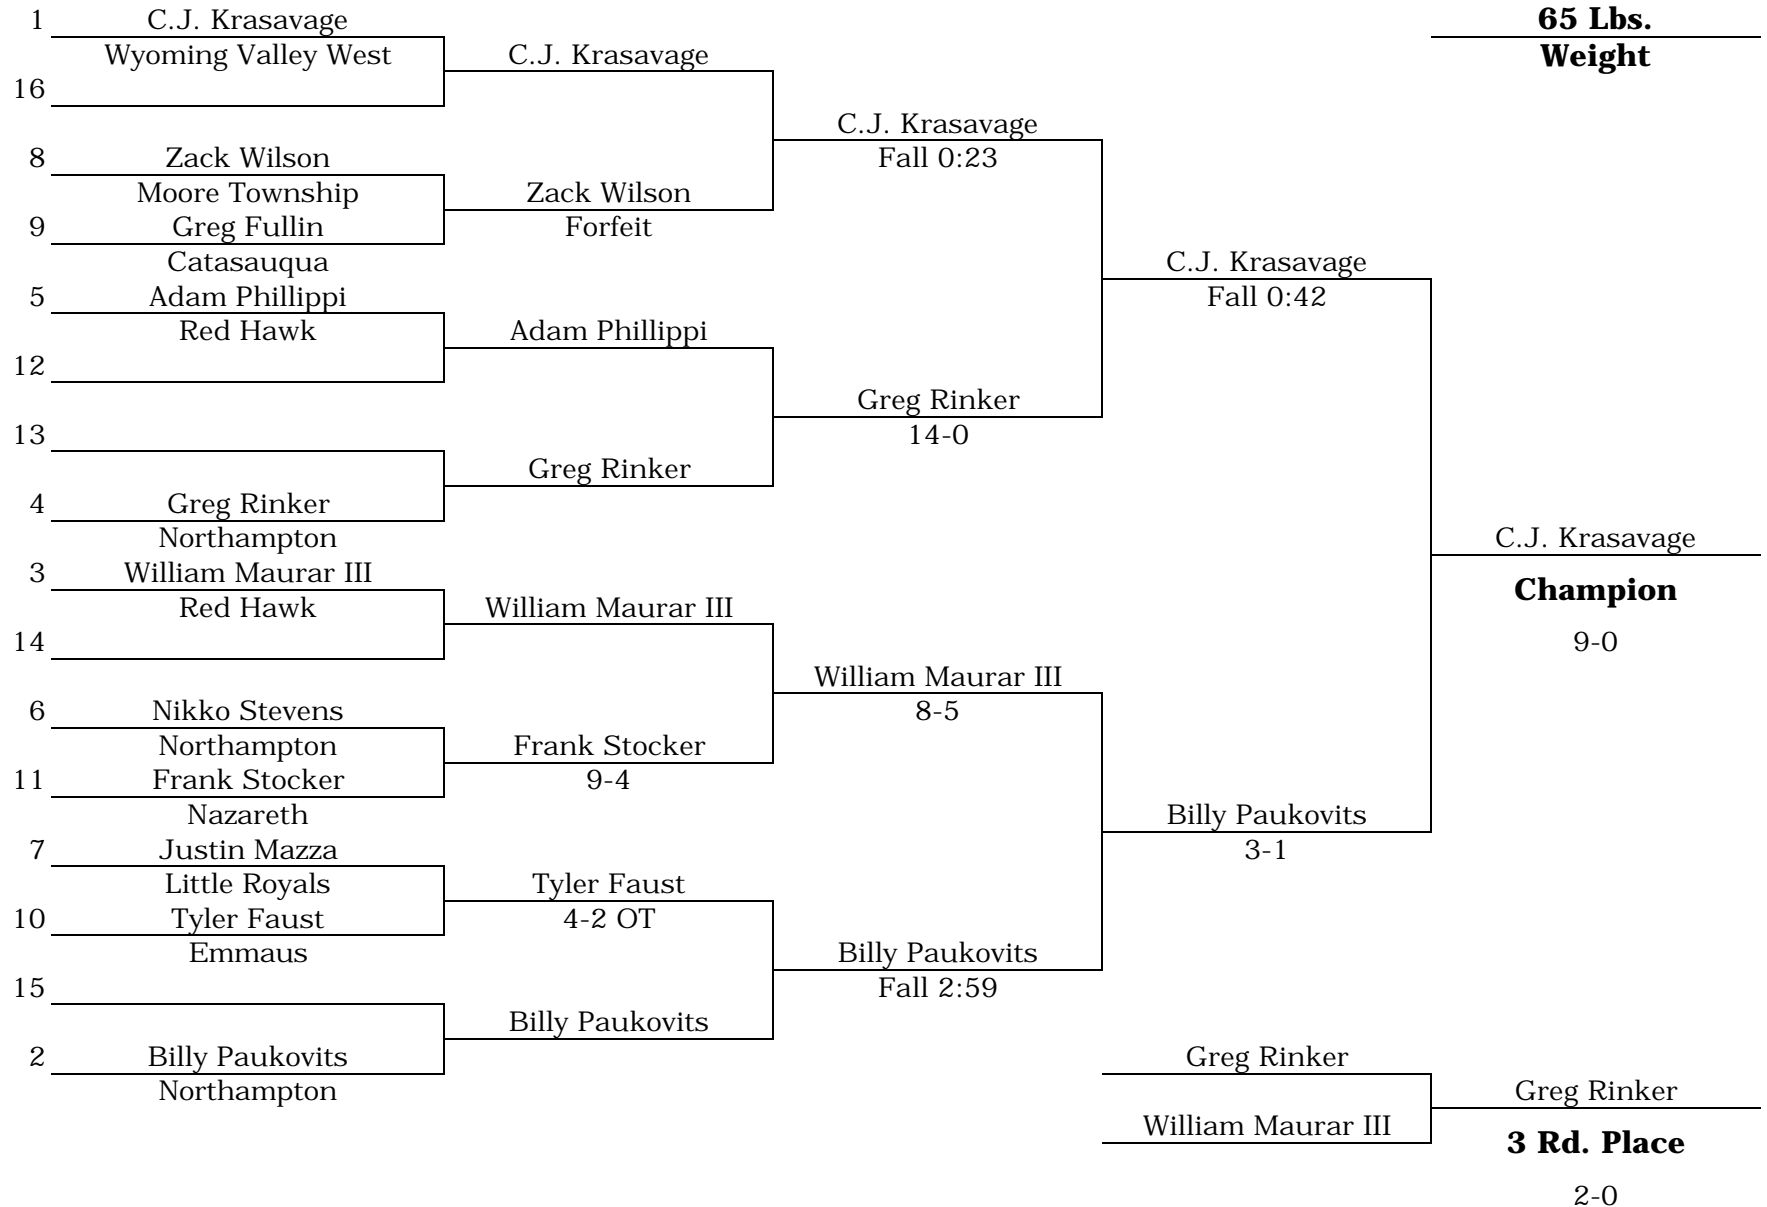 1 C.J. Krasavage
Wyoming Valley West
16
8 Zack Wilson
Moore Township
9 Greg Fullin
Catasauqua
5 Adam Phillippi
Red Hawk
12
13
4 Greg Rinker
Northampton
3 William Maurar III
Red Hawk
14
6 Nikko Stevens
Northampton
11 Frank Stocker
Nazareth
7 Justin Mazza
Little Royals
10 Tyler Faust
Emmaus
15
2 Billy Paukovits
Northampton
C.J. Krasavage
Zack Wilson
Forfeit
Adam Phillippi
Greg Rinker
William Maurar III
Frank Stocker
9-4
Tyler Faust
4-2 OT
Billy Paukovits
C.J. Krasavage
Fall 0:23
Greg Rinker
14-0
William Maurar III
8-5
Billy Paukovits
Fall 2:59
C.J. Krasavage
Fall 0:42
Billy Paukovits
3-1
Greg Rinker
William Maurar III
65 Lbs.
Weight
C.J. Krasavage
Champion
9-0
Greg Rinker
3 Rd. Place
2-0